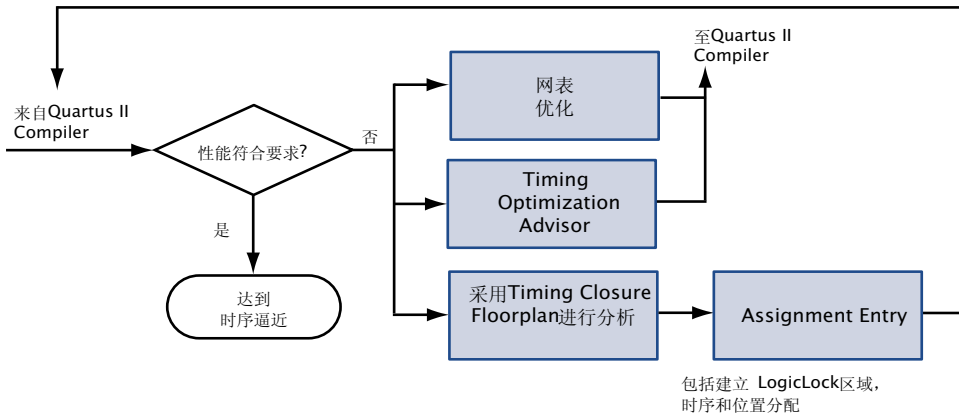 至Quartus II
Compiler
来自Quartus II
Compiler
性能符合要求?
否
是
达到
时序逼近
网表
优化
Timing
Optimization
Advisor
采用Timing Closure
Floorplan进行分析
Assignment Entry
包括建立 LogicLock区域，
时序和位置分配